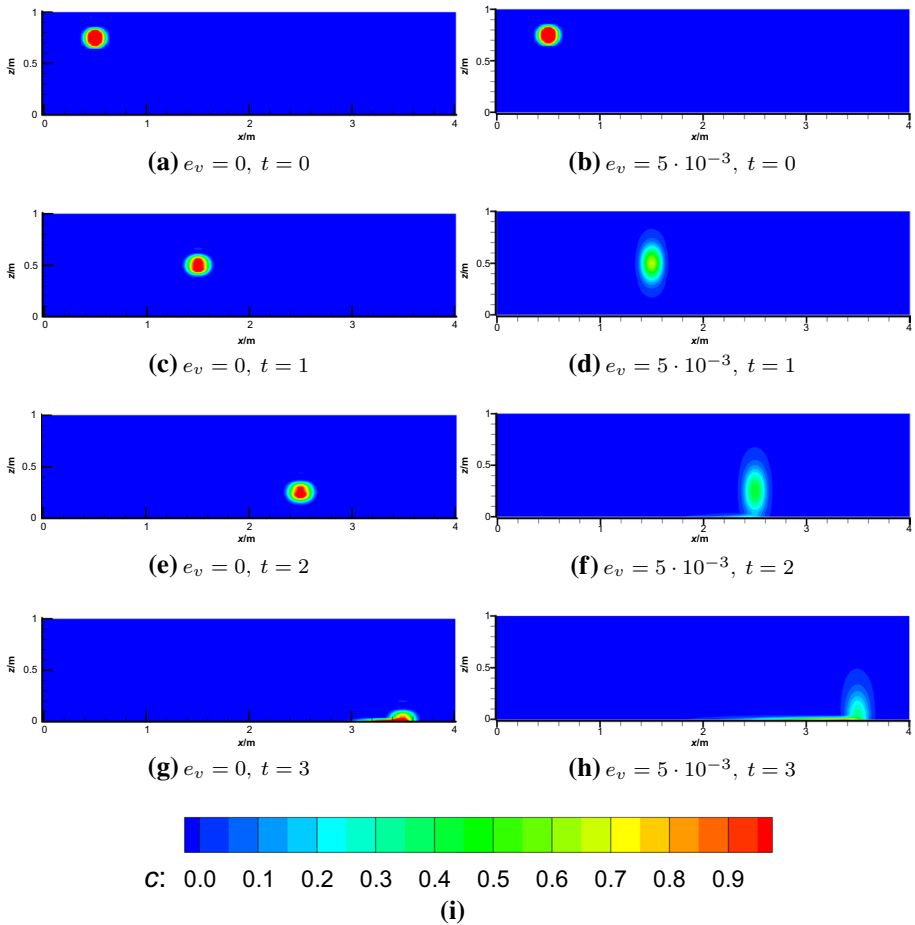 1
0.5
0
z/m
0 1 2 3 4
x/m
(a) e_v = 0, t = 0
1
0.5
0
z/m
0 1 2 3 4
x/m
(b) e_v = 5 · 10⁻³, t = 0
1
0.5
0
z/m
0 1 2 3 4
x/m
(c) e_v = 0, t = 1
1
0.5
0
z/m
0 1 2 3 4
x/m
(d) e_v = 5 · 10⁻³, t = 1
1
0.5
0
z/m
0 1 2 3 4
x/m
(e) e_v = 0, t = 2
1
0.5
0
z/m
0 1 2 3 4
x/m
(f) e_v = 5 · 10⁻³, t = 2
1
0.5
0
z/m
0 1 2 3 4
x/m
(g) e_v = 0, t = 3
1
0.5
0
z/m
0 1 2 3 4
x/m
(h) e_v = 5 · 10⁻³, t = 3
c: 0.0 0.1 0.2 0.3 0.4 0.5 0.6 0.7 0.8 0.9
(i)